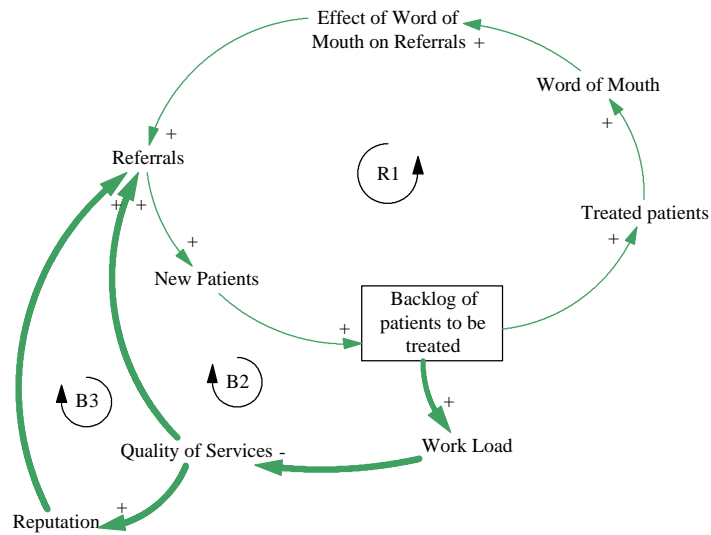 Effect of Word of
Mouth on Referrals +
Word of Mouth
+
+
Referrals
R1
+ +
Treated patients
+
+
New Patients
Backlog of
patients to be
treated
+
B2
B3
+
Work Load
Quality of Services -
+
Reputation